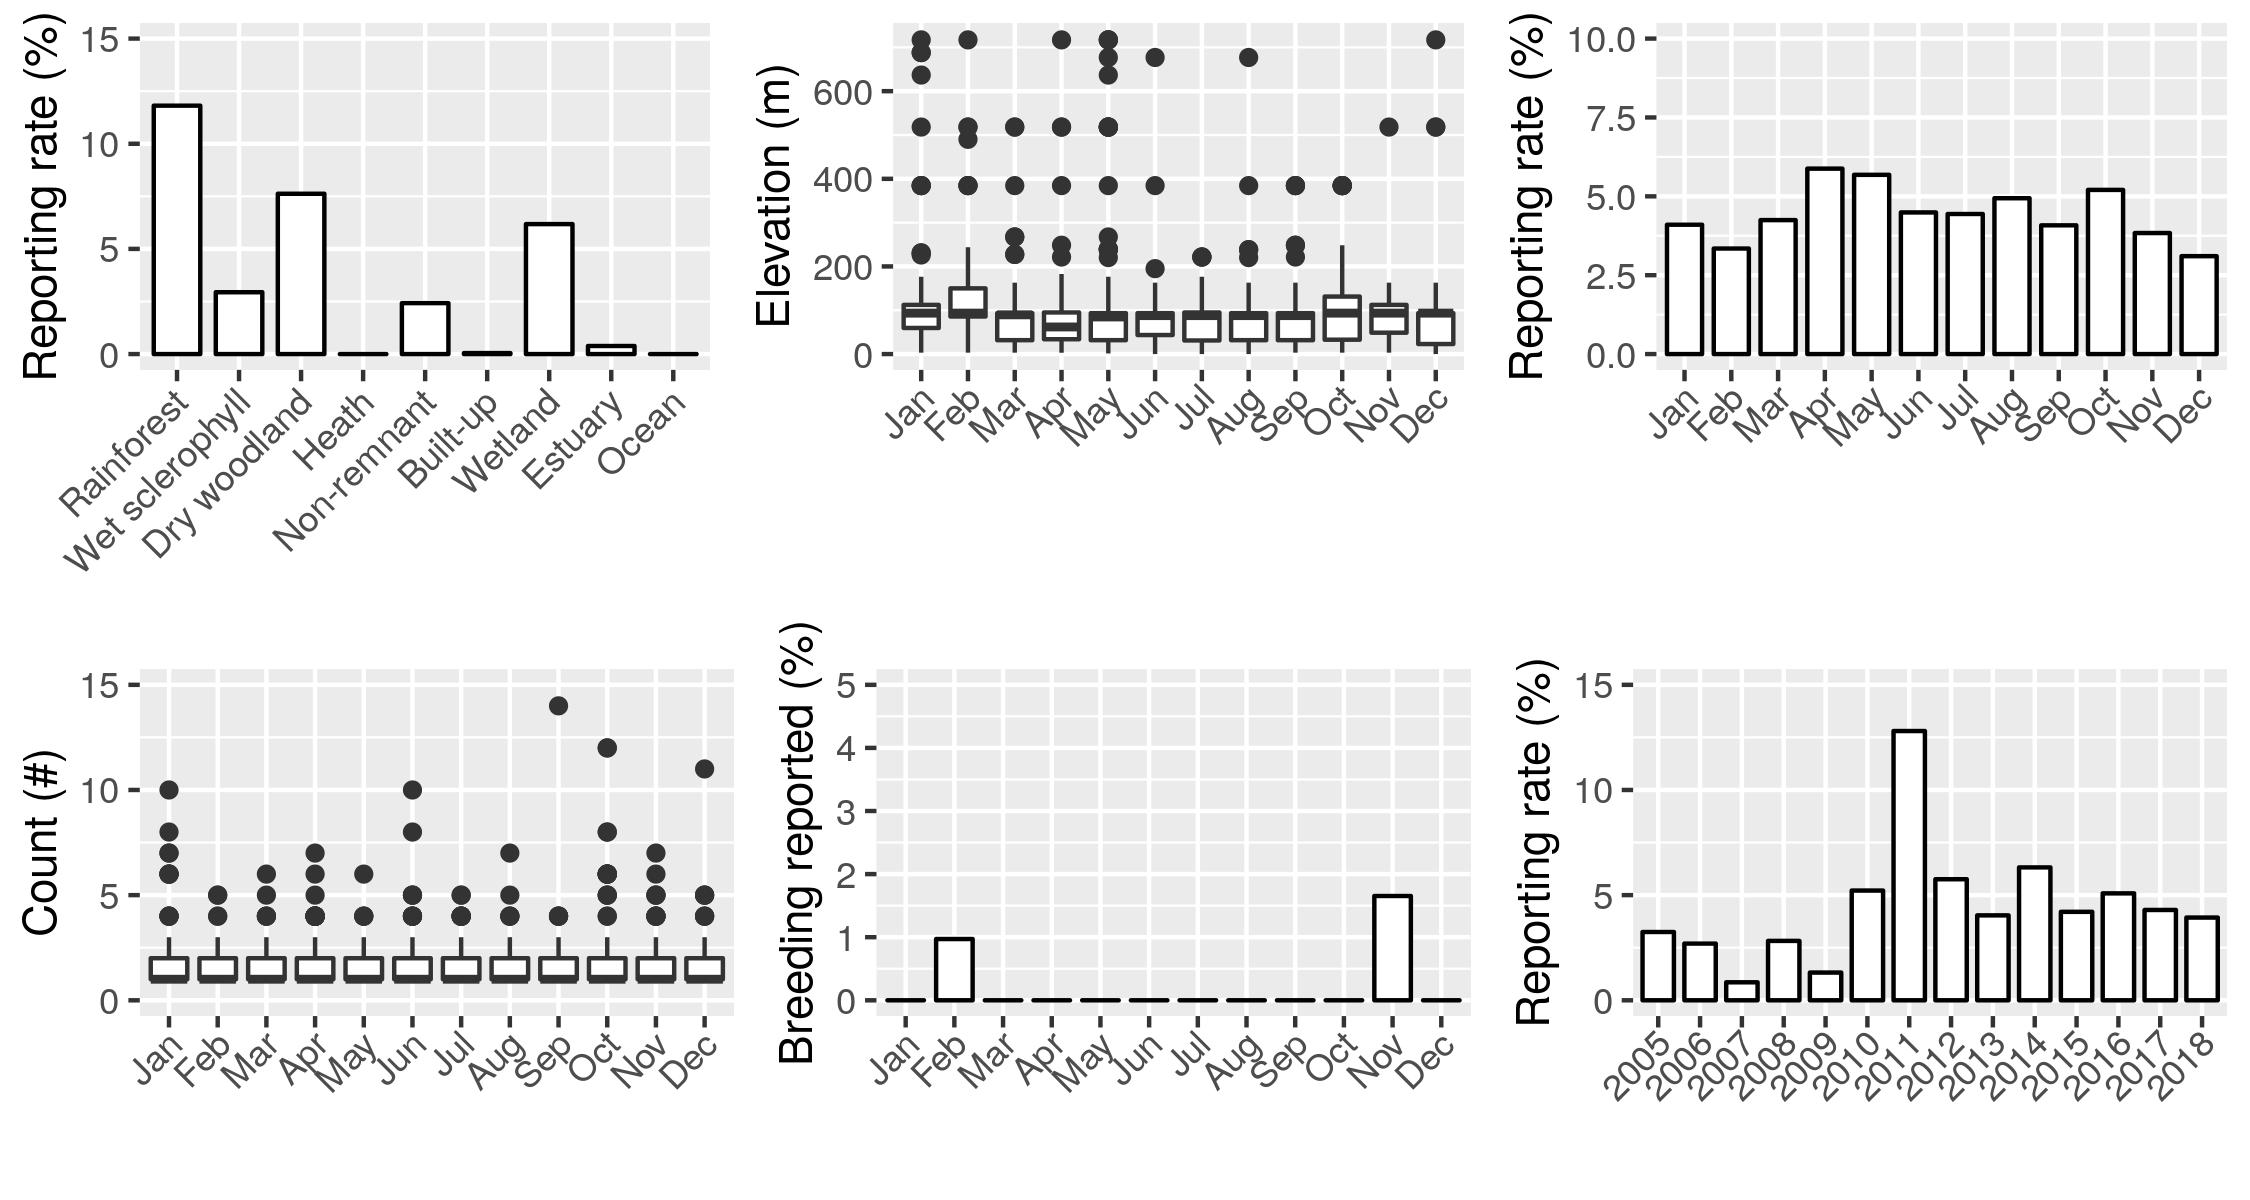 Reporting rate (%)
15
10
5
0
Rainforest
Wet sclerophyll
Dry woodland
Heath
Non-remnant
Built-up
Wetland
Estuary
Ocean
Elevation (m)
600
400
200
0
Jan
Feb
Mar
Apr
May
Jun
Jul
Aug
Sep
Oct
Nov
Dec
Reporting rate (%)
10.0
7.5
5.0
2.5
0.0
Jan
Feb
Mar
Apr
May
Jun
Jul
Aug
Sep
Oct
Nov
Dec
Count (#)
15
10
5
0
Jan
Feb
Mar
Apr
May
Jun
Jul
Aug
Sep
Oct
Nov
Dec
Breeding reported (%)
5
4
3
2
1
0
Jan
Feb
Mar
Apr
May
Jun
Jul
Aug
Sep
Oct
Nov
Dec
Reporting rate (%)
15
10
5
0
2005
2006
2007
2008
2009
2010
2011
2012
2013
2014
2015
2016
2017
2018